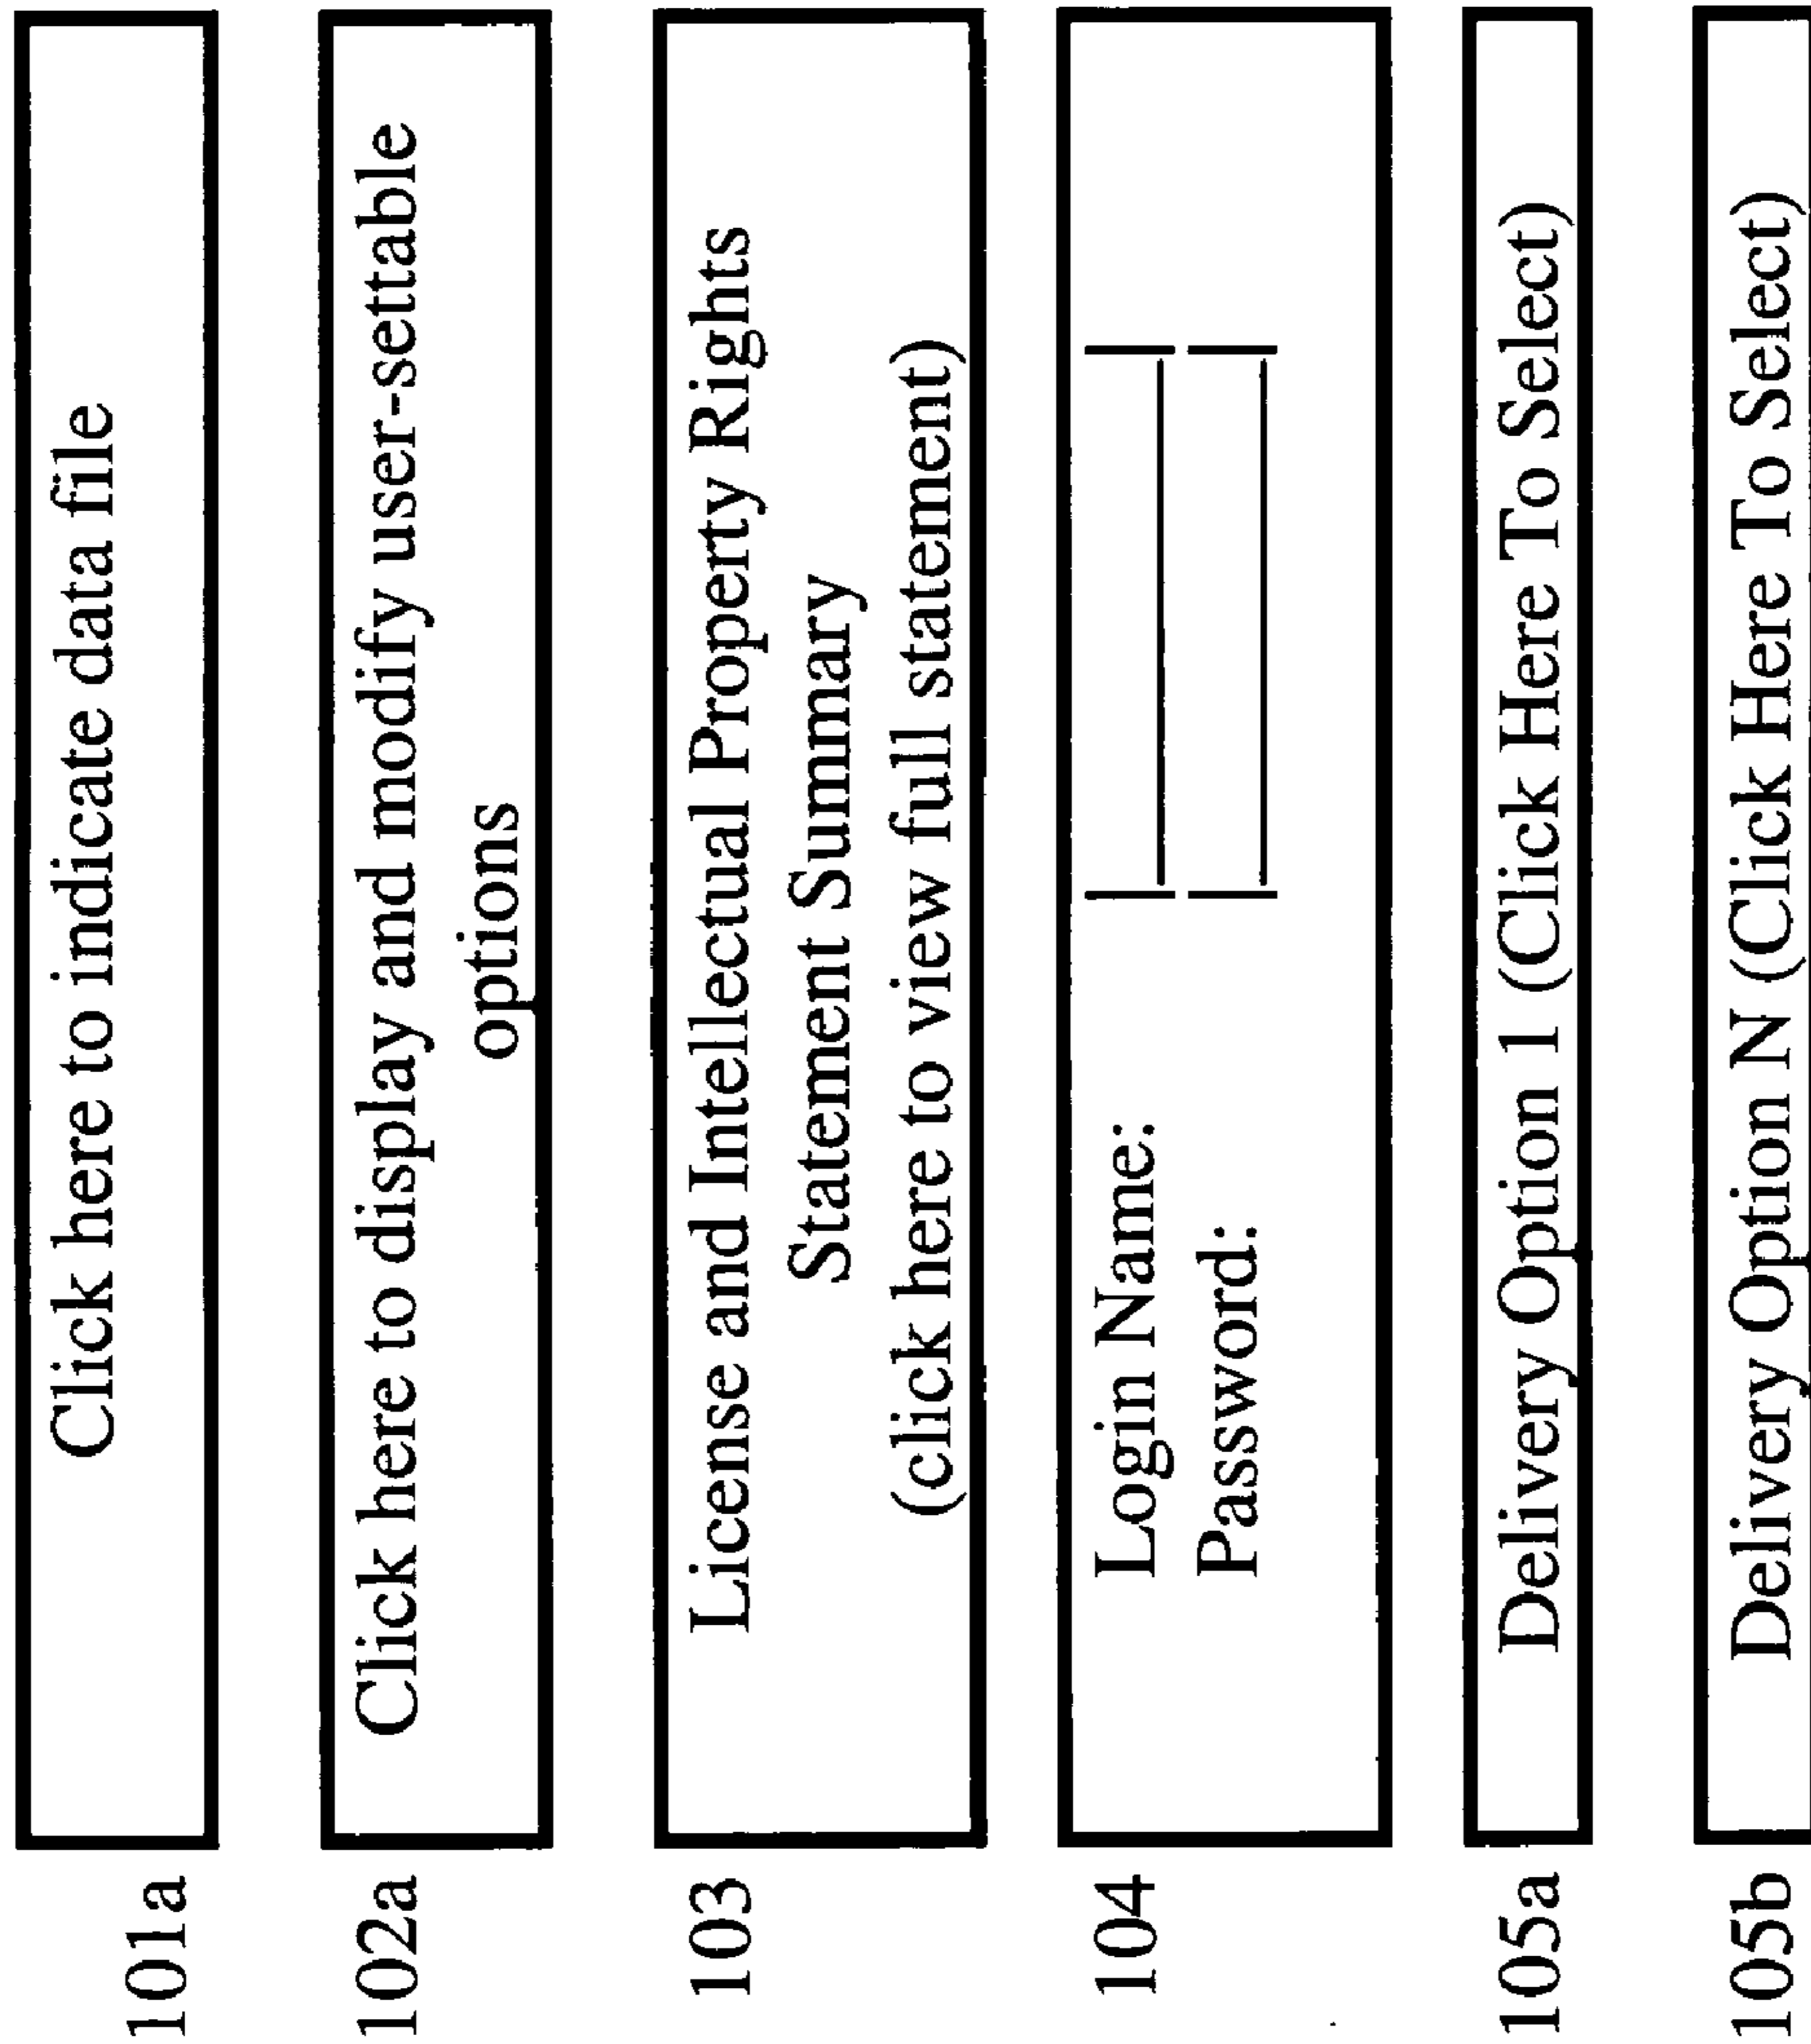 101a
Click here to indicate data file
102a
Click here to display and modify user-settable
options
103
License and Intellectual Property Rights
Statement Summary
(click here to view full statement)
104
Login Name:
Password:
105a
Delivery Option 1 (Click Here To Select)
105b
Delivery Option N (Click Here To Select)